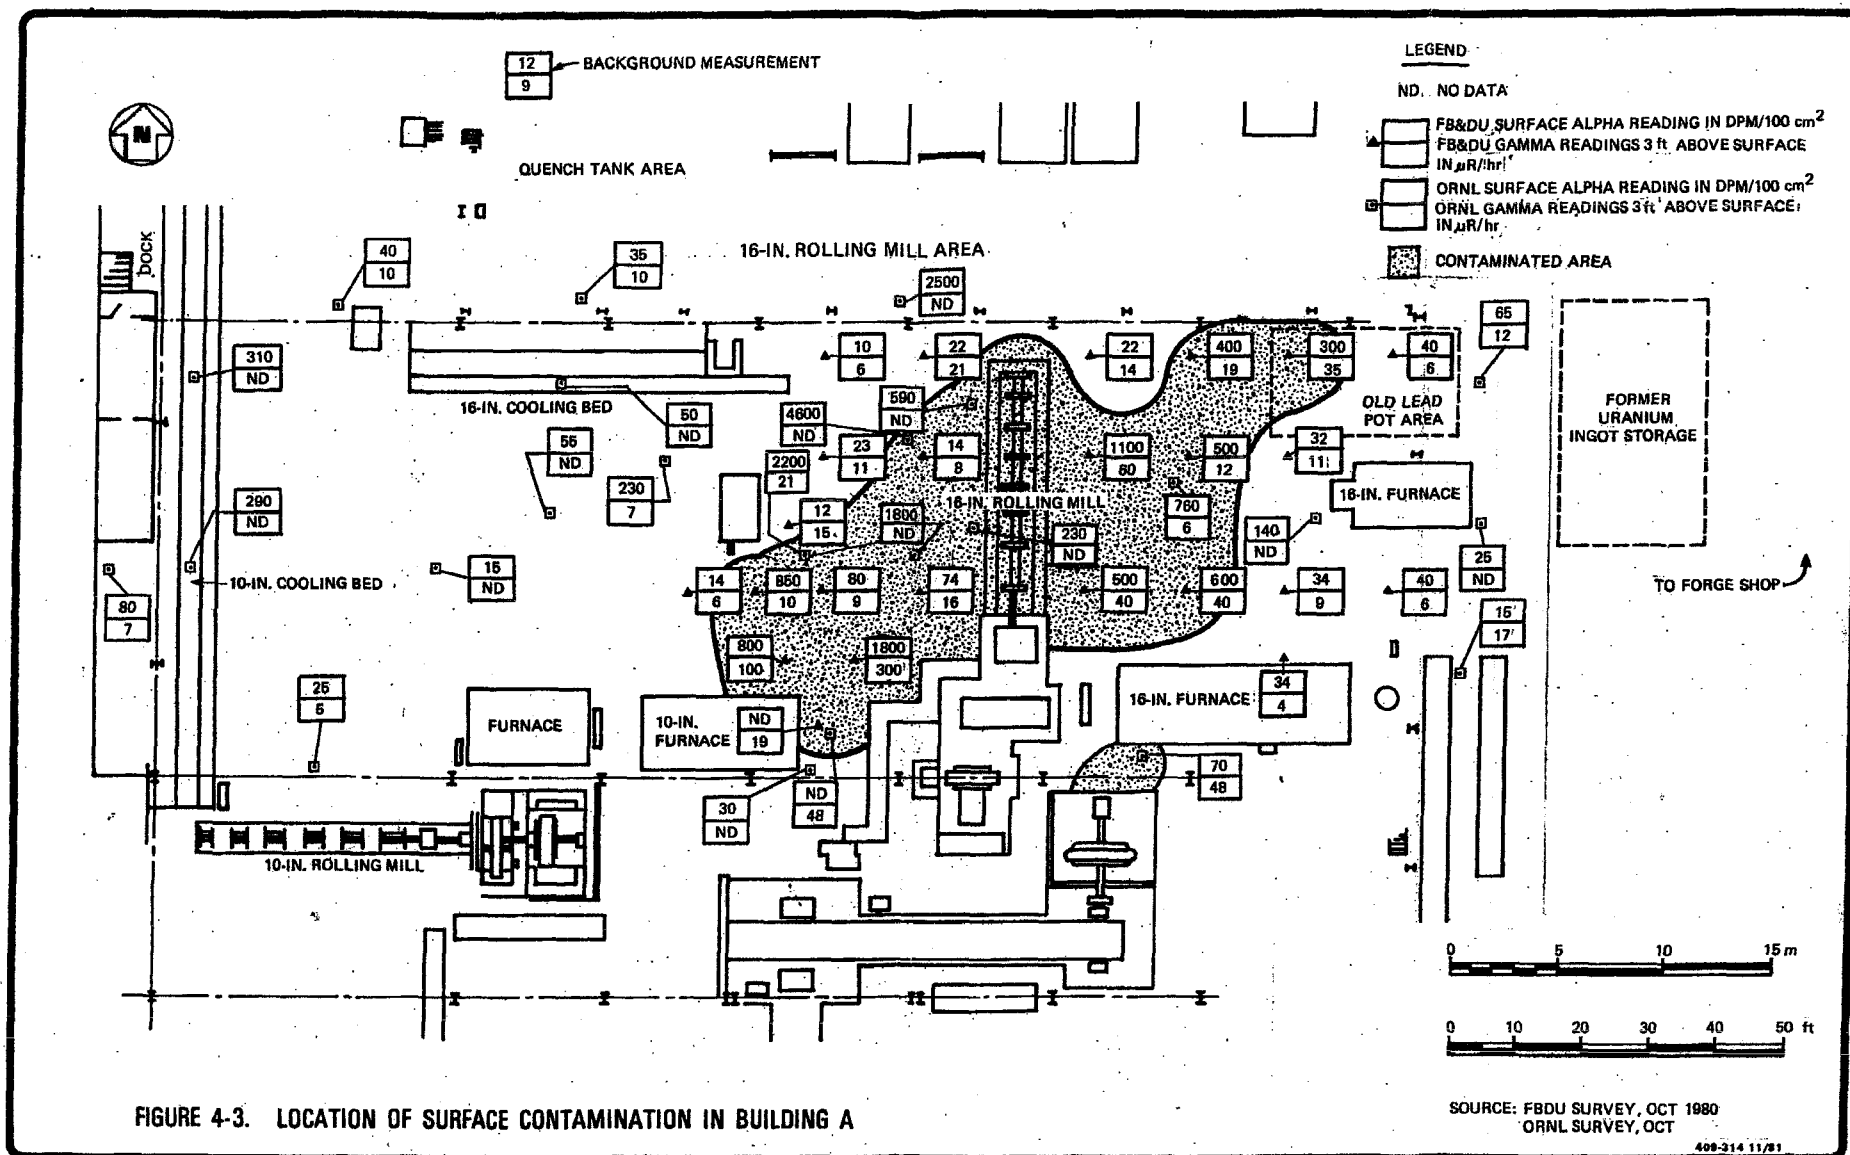 12
9
BACKGROUND MEASUREMENT
LEGEND
ND. NO DATA
FB&DU SURFACE ALPHA READING IN DPM/100 cm2
FB&DU GAMMA READINGS 3 ft ABOVE SURFACE
IN µR/hr
ORNL SURFACE ALPHA READING IN DPM/100 cm2
ORNL GAMMA READINGS 3 ft ABOVE SURFACE
IN µR/hr
CONTAMINATED AREA
N
QUENCH TANK AREA
DOCK
40
10
35
10
16-IN. ROLLING MILL AREA
2500
ND
65
12
310
ND
10
6
22
21
22
14
400
19
300
35
40
6
16-IN. COOLING BED
50
ND
590
ND
4600
ND
OLD LEAD
POT AREA
FORMER
URANIUM
INGOT STORAGE
55
ND
230
7
2200
21
23
11
14
8
1100
60
500
12
32
11
16-IN. FURNACE
290
ND
12
15
1800
ND
16-IN. ROLLING MILL
230
ND
760
6
140
ND
25
ND
10-IN. COOLING BED
15
ND
80
7
14
6
850
10
80
9
74
16
500
40
600
40
34
9
40
6
TO FORGE SHOP
15
17
800
100
1800
300
25
5
FURNACE
10-IN.
FURNACE
ND
19
16-IN. FURNACE
34
4
70
48
30
ND
ND
48
10-IN. ROLLING MILL
0 5 10 15 m
0 10 20 30 40 50 ft
FIGURE 4-3. LOCATION OF SURFACE CONTAMINATION IN BUILDING A
SOURCE: FBDU SURVEY, OCT 1980
ORNL SURVEY, OCT
409-314 11/81